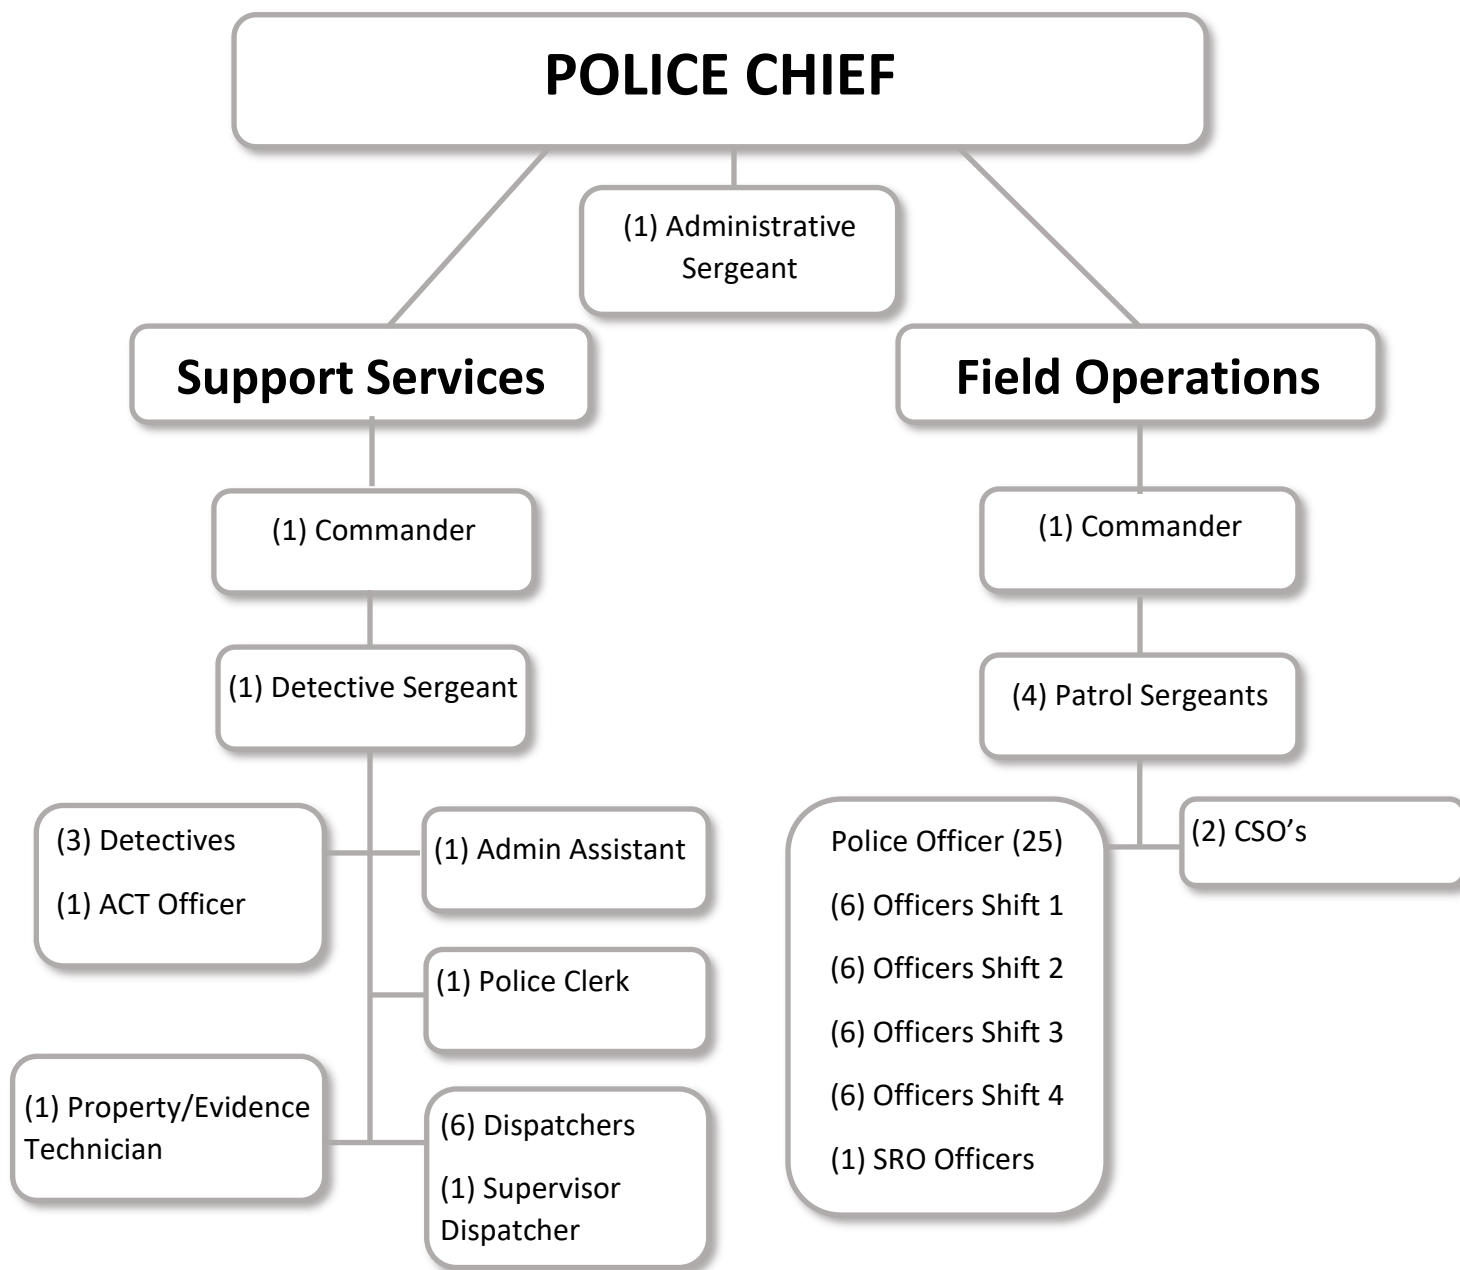 POLICE CHIEF
(1) Administrative
Sergeant
Support Services
Field Operations
(1) Commander
(1) Commander
(1) Detective Sergeant
(4) Patrol Sergeants
(3) Detectives
(1) ACT Officer
(1) Admin Assistant
(1) Police Clerk
(1) Property/Evidence
Technician
(6) Dispatchers
(1) Supervisor
Dispatcher
Police Officer (25)
(6) Officers Shift 1
(6) Officers Shift 2
(6) Officers Shift 3
(6) Officers Shift 4
(1) SRO Officers
(2) CSO’s